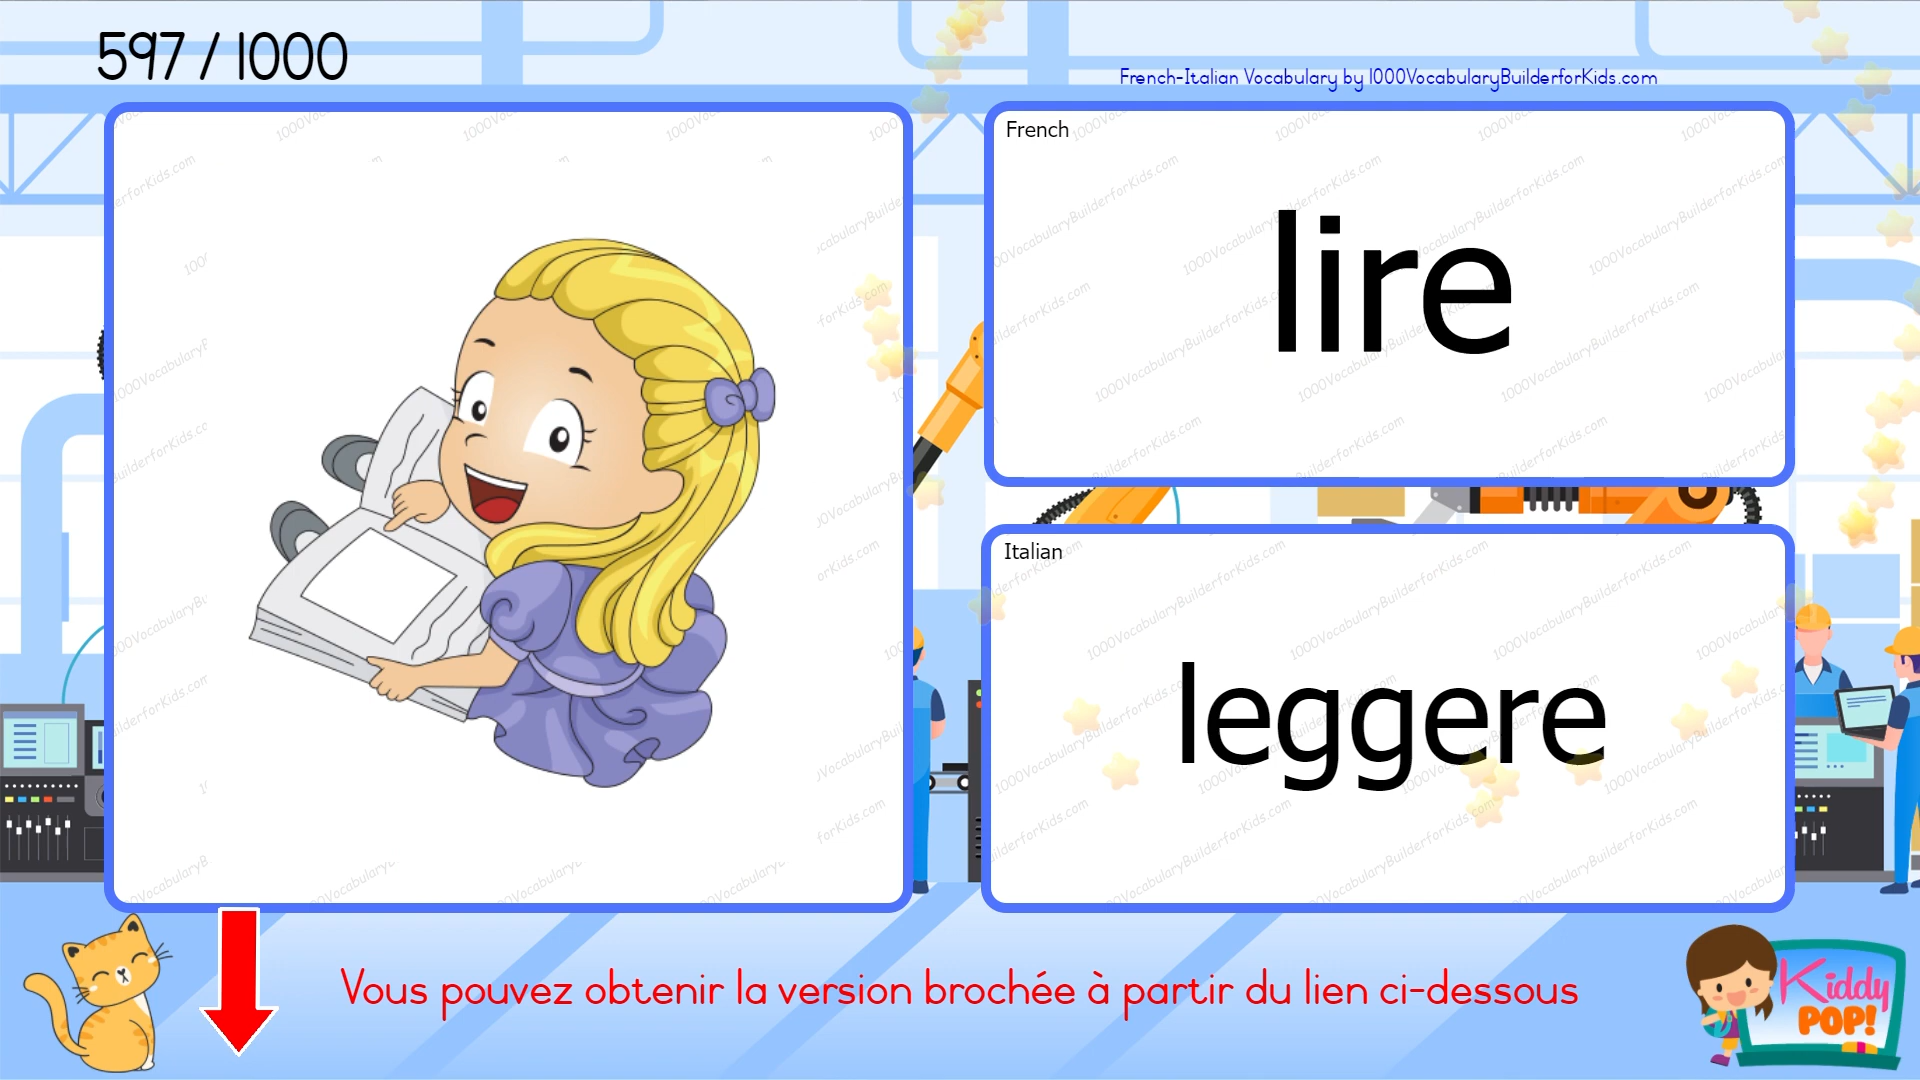 597 / 1000
French-Italian Vocabulary by 1000VocabularyBuilderforKids.com
French
lire
Italian
leggere
Vous pouvez obtenir la version brochée à partir du lien ci-dessous
Kiddy
POP!